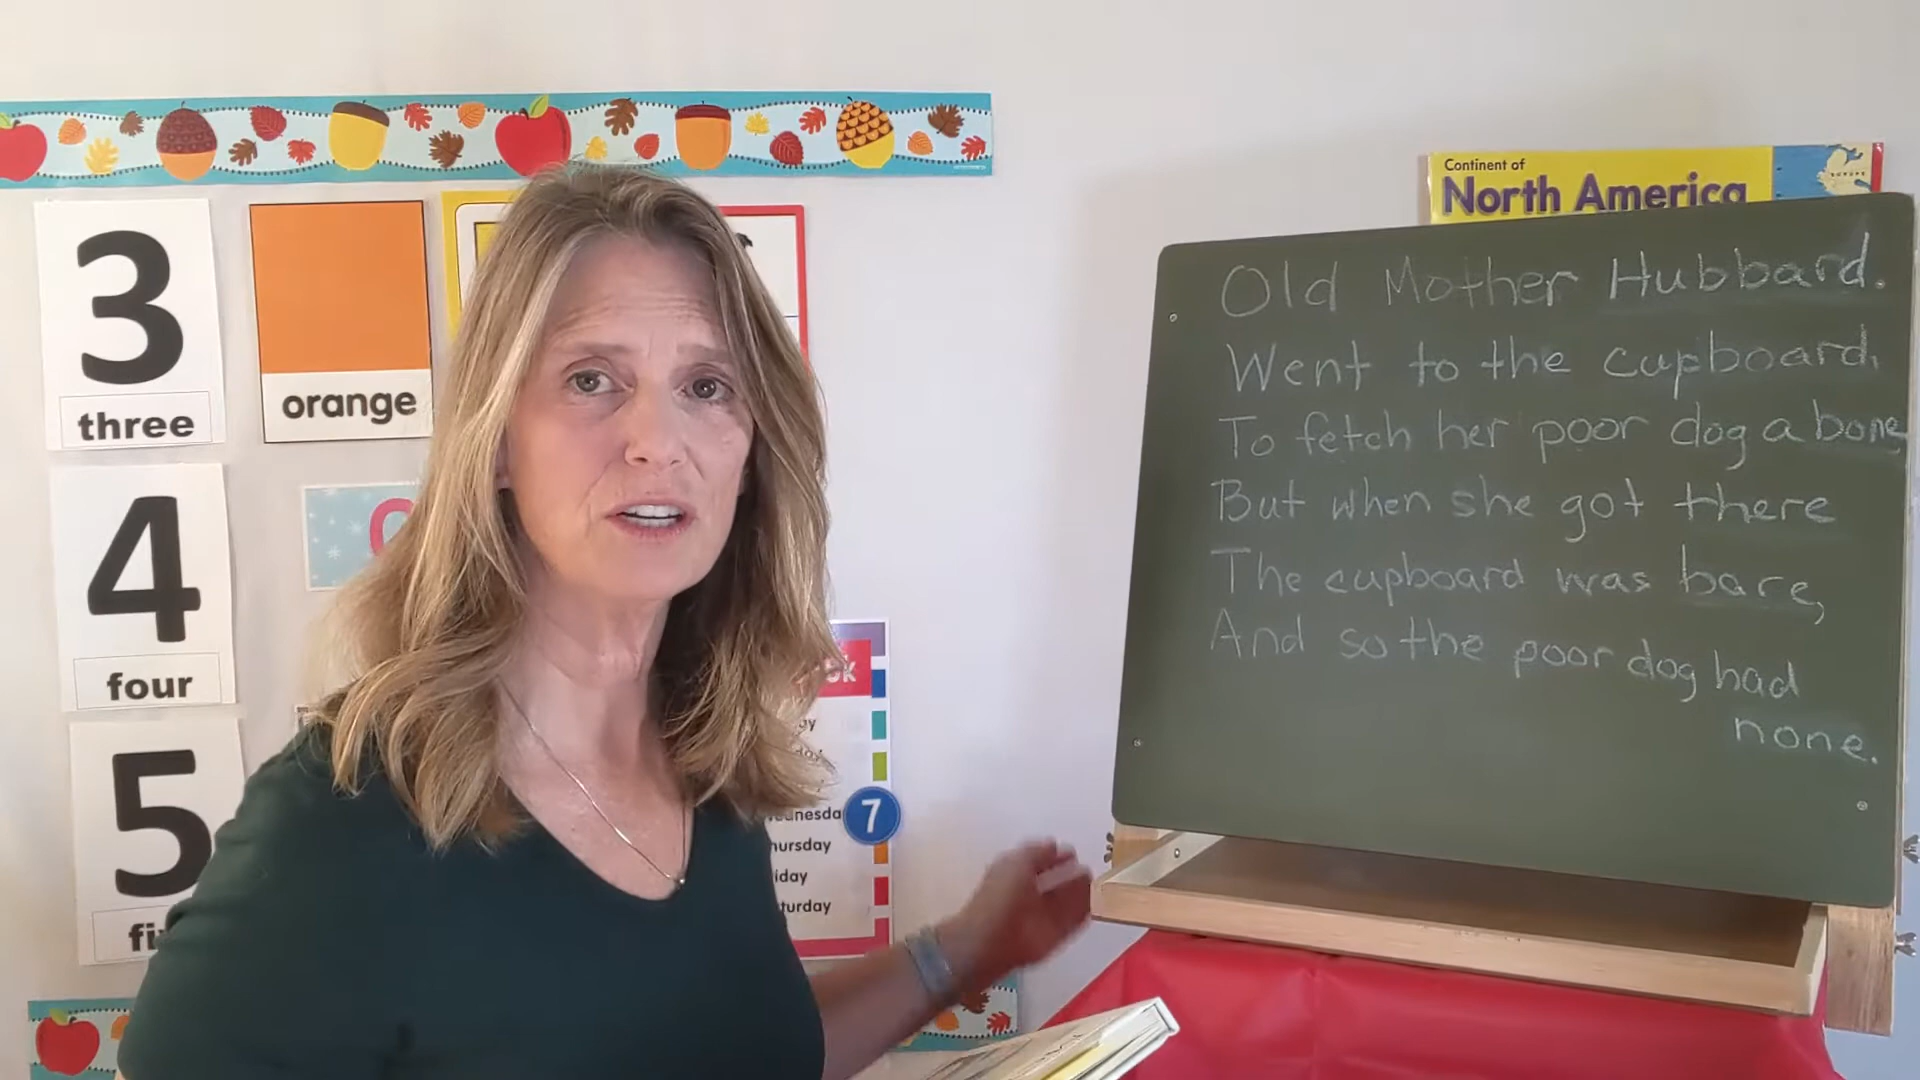 Continent of
North America
3
three
orange
4
four
5
Old Mother Hubbard.
Went to the cupboard,
To fetch her poor dog a bone
But when she got there
The cupboard was bare,
And so the poor dog had
none.
7